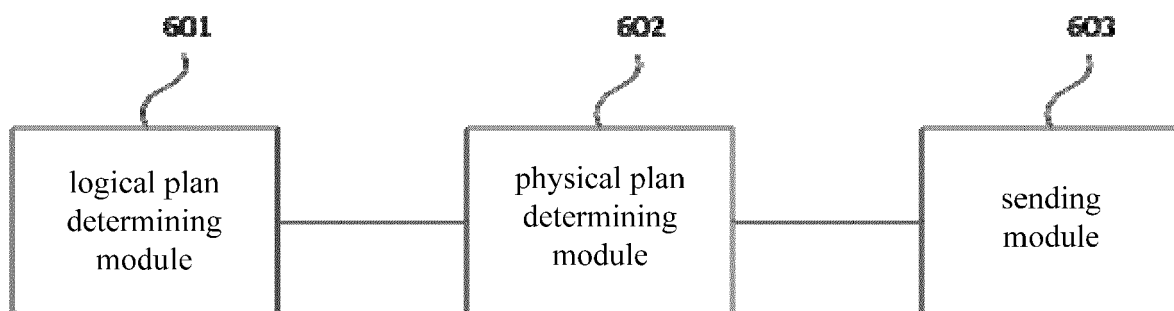 601
602
603
logical plan
determining
module
physical plan
determining
module
sending
module